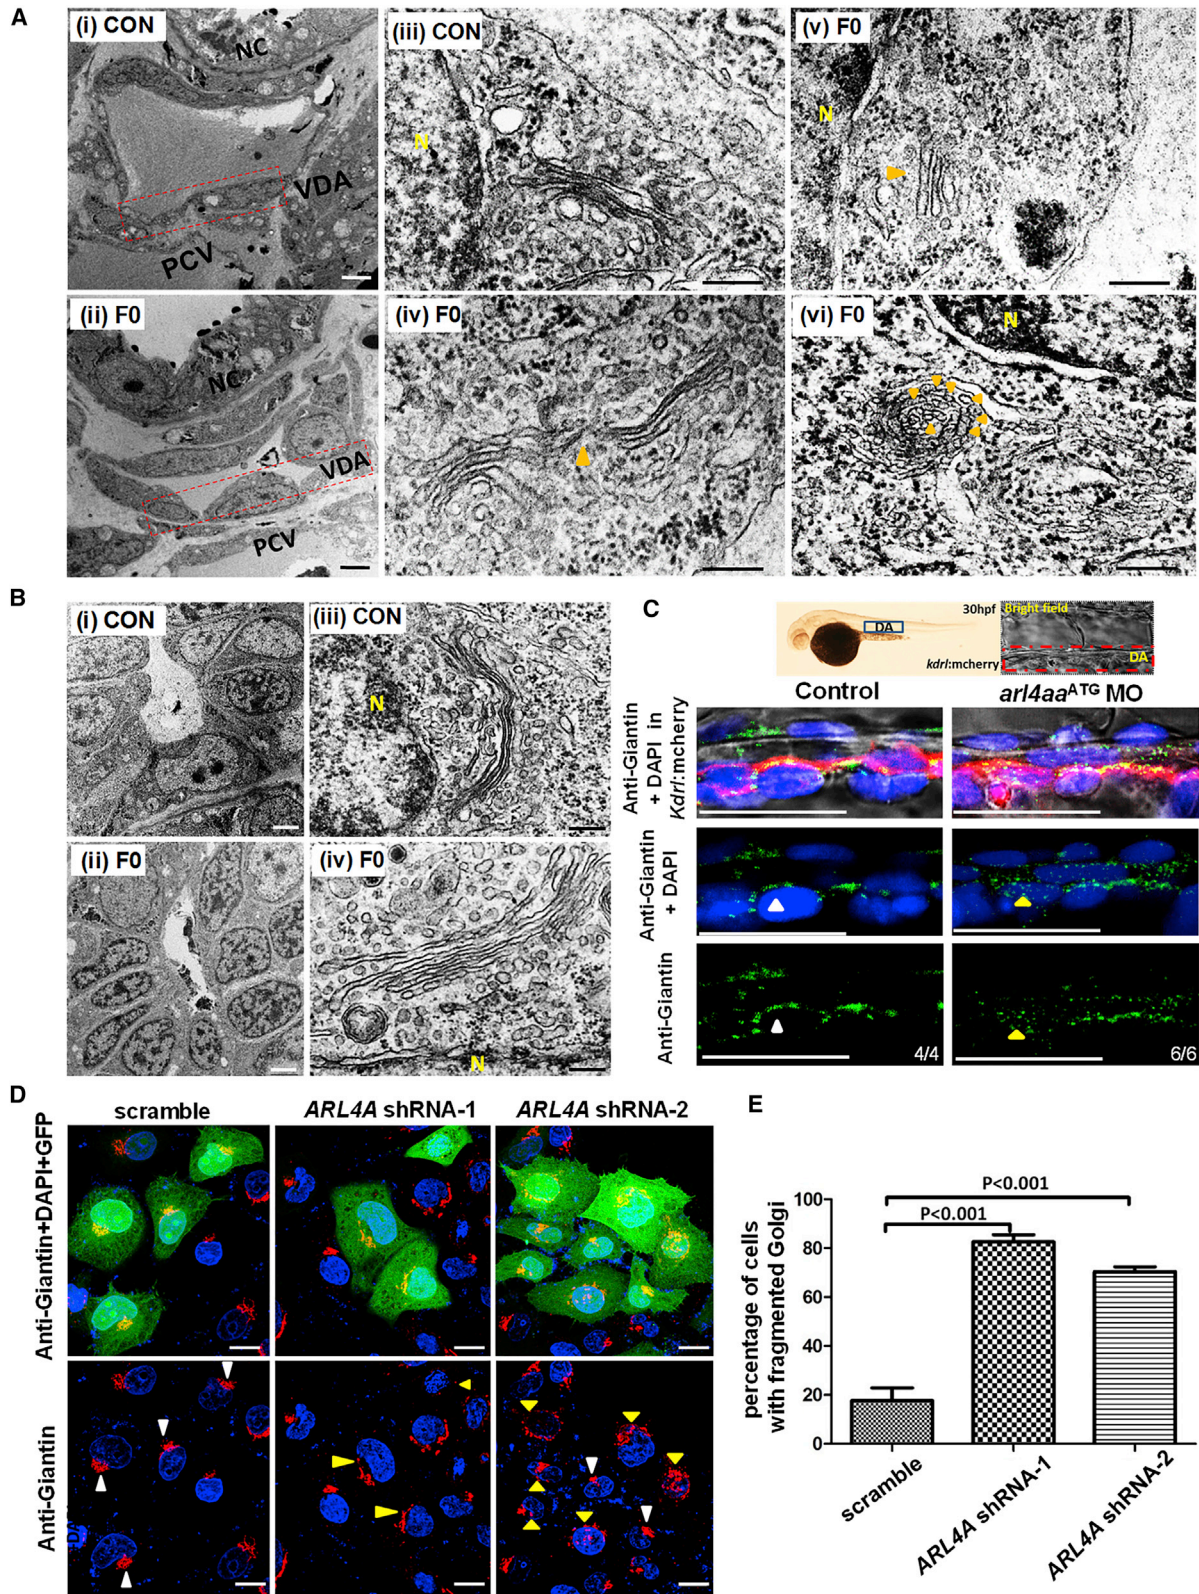 A
(i) CON
NC
VDA
PCV
(iii) CON
N
(v) F0
N
(ii) F0
NC
VDA
PCV
(iv) F0
(vi) F0
N
B
(i) CON
(iii) CON
N
(ii) F0
(iv) F0
N
C
30hpf
DA
kdrl:mcherry
Bright field
DA
Control
arl4aaATG MO
Anti-Giantin
+ DAPI in
Kdrl:mcherry
Anti-Giantin
+ DAPI
Anti-Giantin
4/4
6/6
D
scramble
ARL4A shRNA-1
ARL4A shRNA-2
Anti-Giantin+DAPI+GFP
Anti-Giantin
E
percentage of cells
with fragmented Golgi
100
80
60
40
20
0
P<0.001
P<0.001
scramble
ARL4A shRNA-1
ARL4A shRNA-2